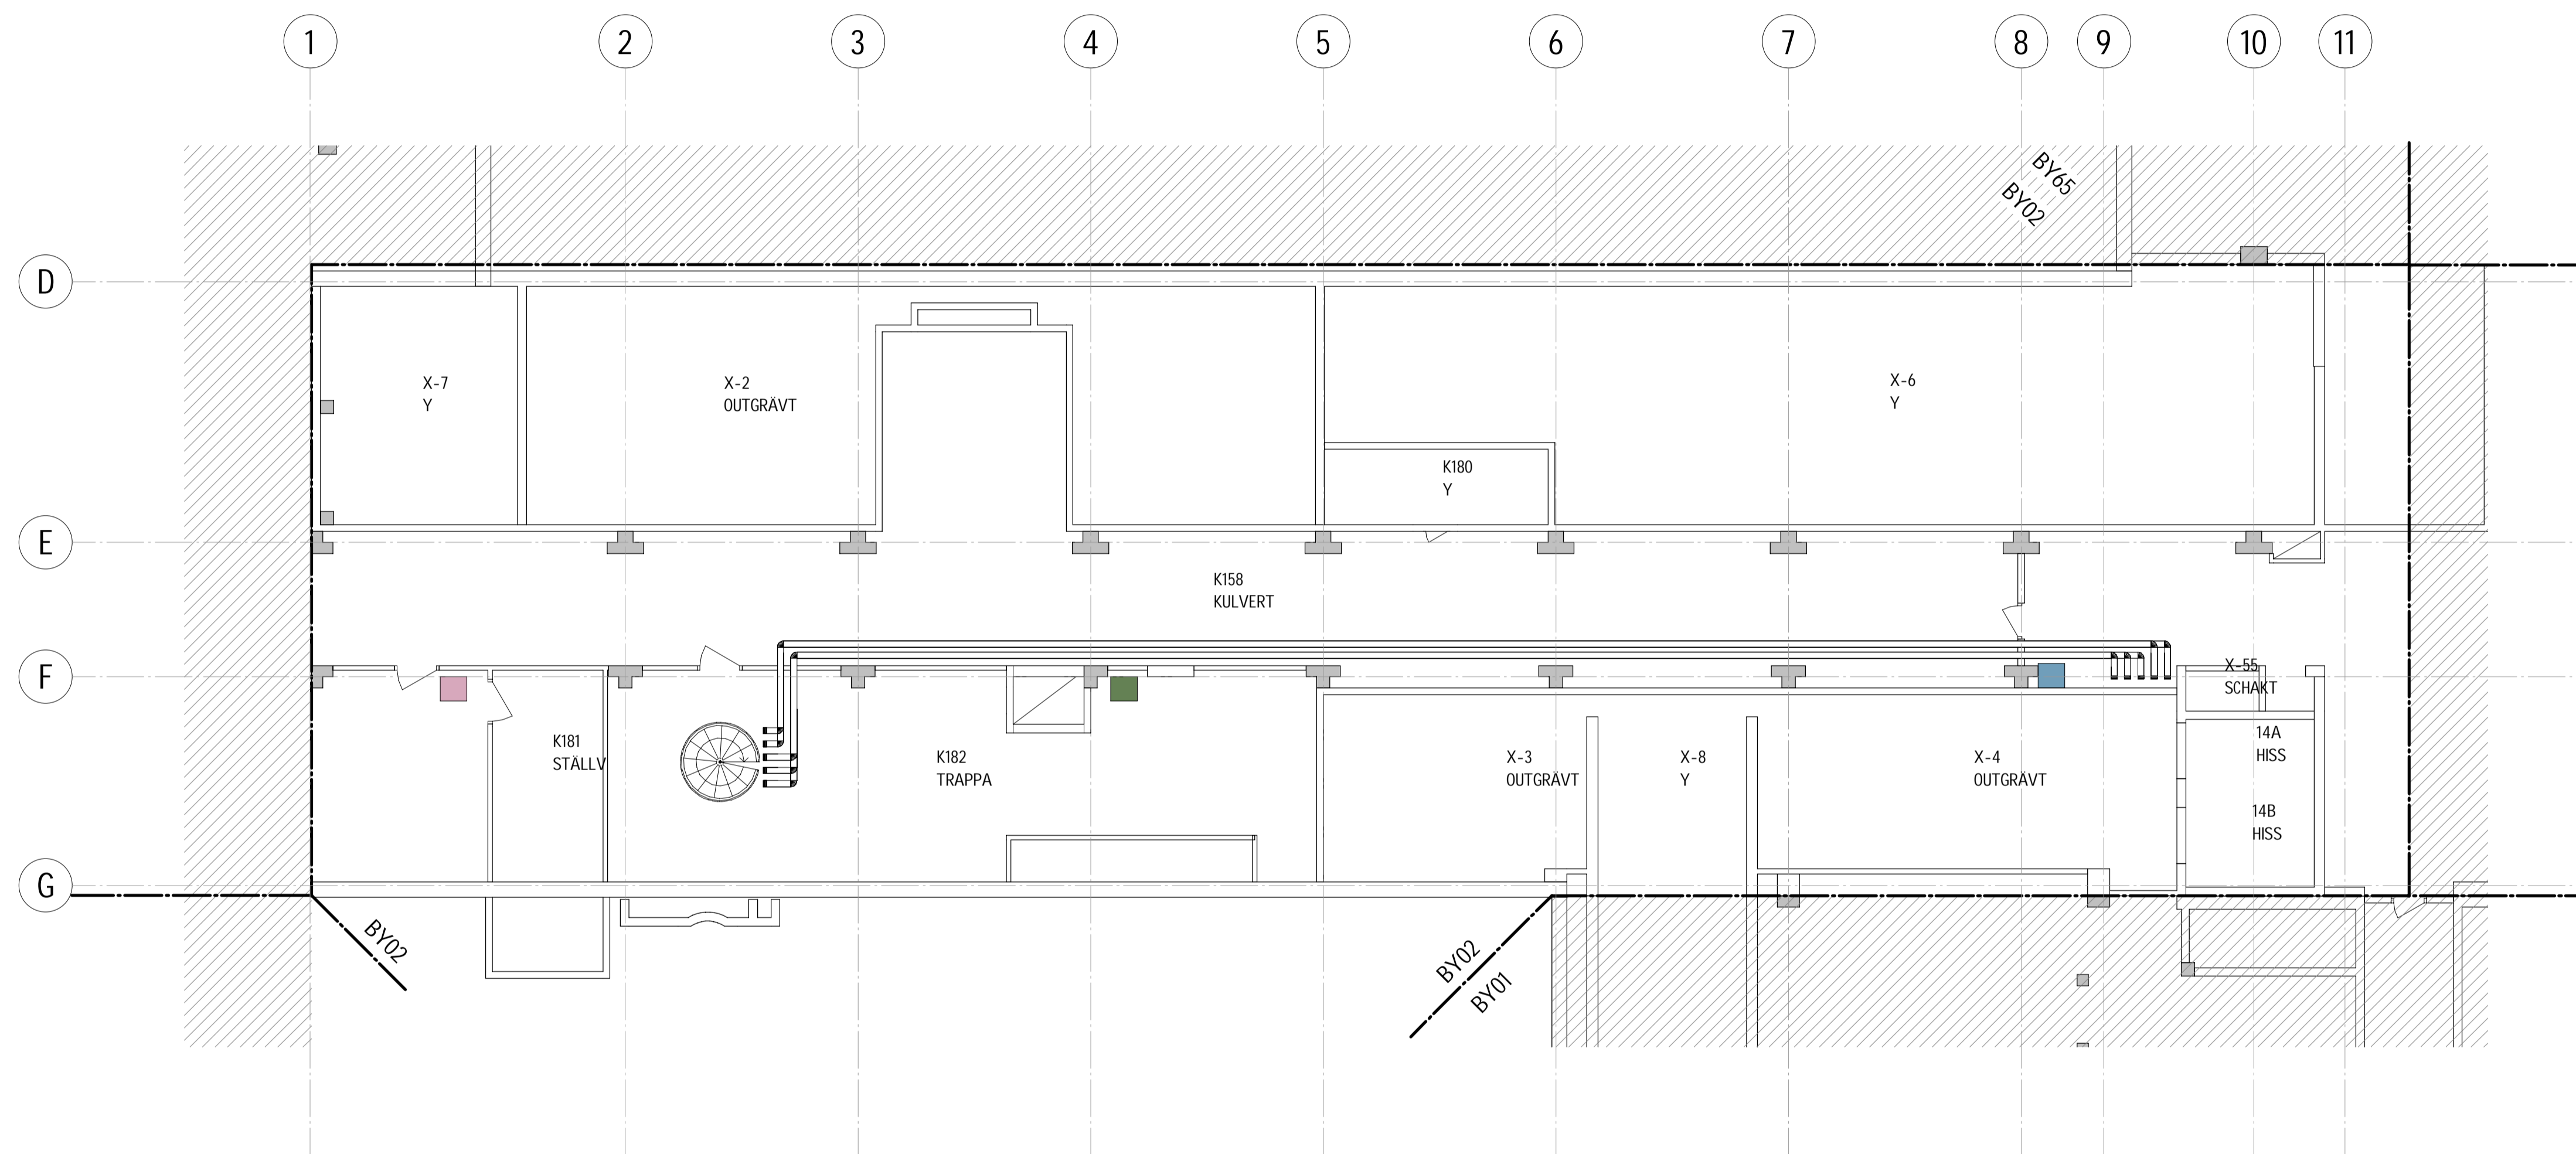 1
2
3
4
5
6
7
8
9
10
11
BY65
BY02
D
X-7
Y
X-2
OUTGRÄVT
X-6
Y
K180
Y
E
K158
KULVERT
F
X-55
SCHAKT
K181
STÄLLV
K182
TRAPPA
X-3
OUTGRÄVT
X-8
Y
X-4
OUTGRÄVT
14A
HISS
14B
HISS
G
BY02
BY02
BY01